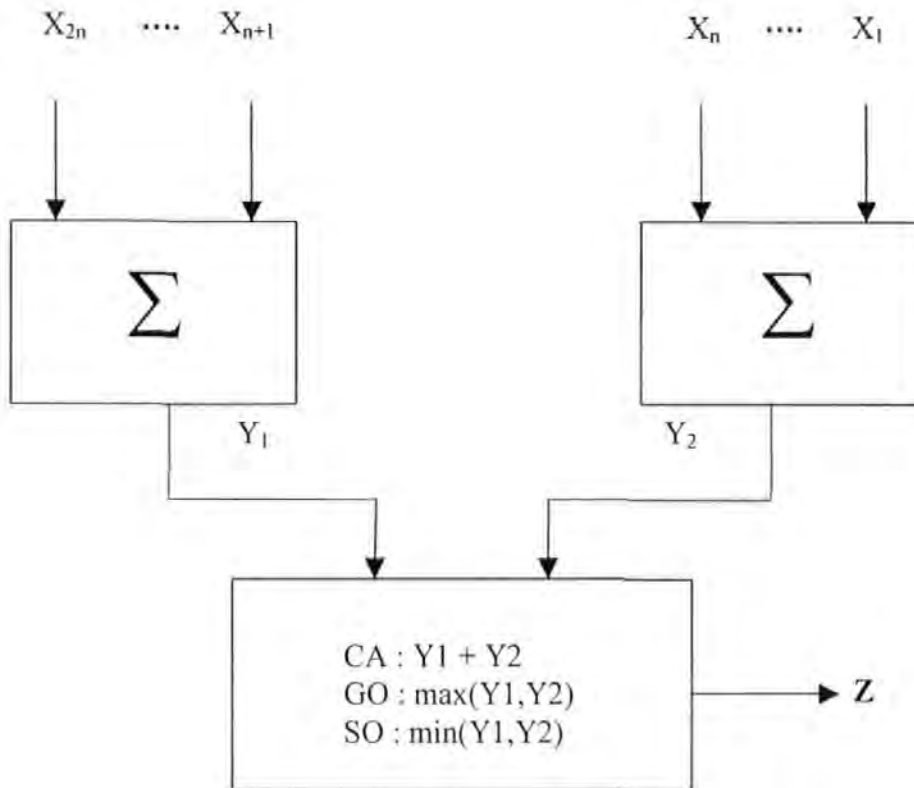 X₂ₙ .... Xₙ₊₁ Xₙ .... X₁
Σ Σ
Y₁ Y₂
CA : Y1 + Y2
GO : max(Y1,Y2)
SO : min(Y1,Y2)
Z